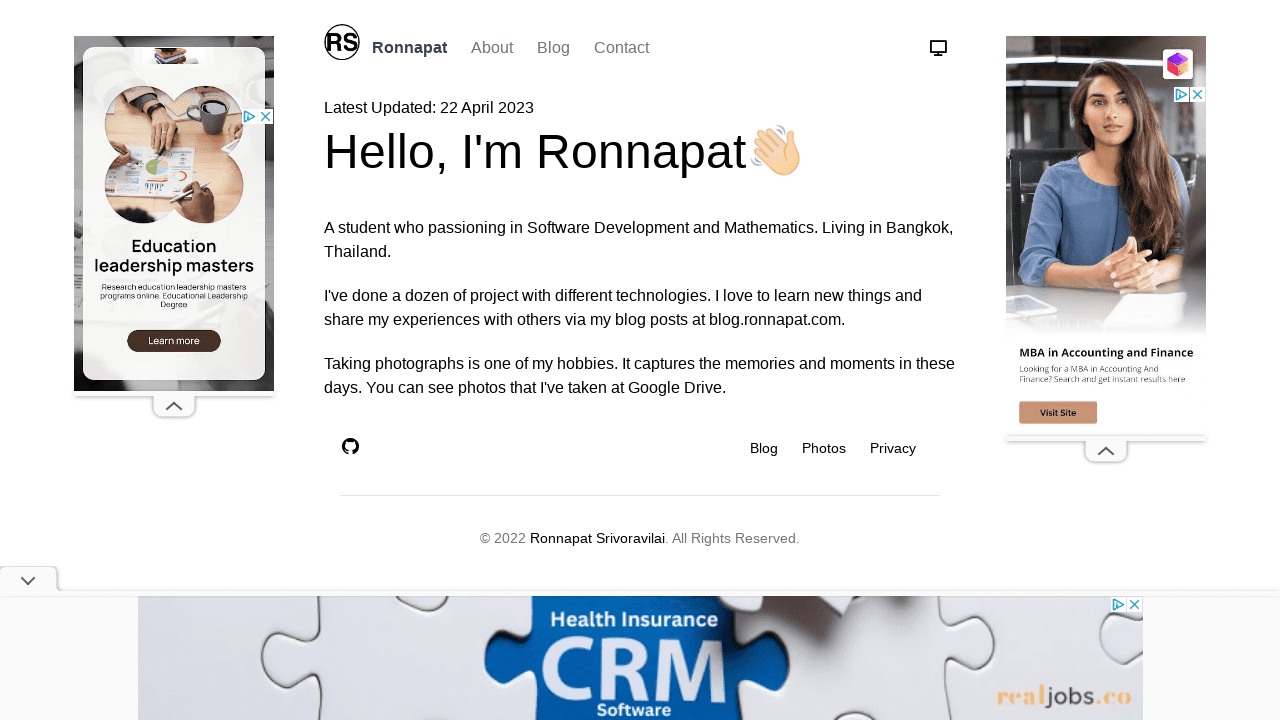 RS
Ronnapat About Blog Contact
Latest Updated: 22 April 2023
Hello, I'm Ronnapat👋🏻
A student who passioning in Software Development and Mathematics. Living in Bangkok,
Thailand.
I've done a dozen of project with different technologies. I love to learn new things and
share my experiences with others via my blog posts at blog.ronnapat.com.
Taking photographs is one of my hobbies. It captures the memories and moments in these
days. You can see photos that I've taken at Google Drive.
Blog Photos Privacy
© 2022 Ronnapat Srivoravilai. All Rights Reserved.
Education
leadership masters
Research education leadership masters
programs online. Educational Leadership
Degree
Learn more
MBA in Accounting and Finance
Looking for a MBA in Accounting And
Finance? Search and get instant results here
Visit Site
Health Insurance
CRM
Software
realjobs.co